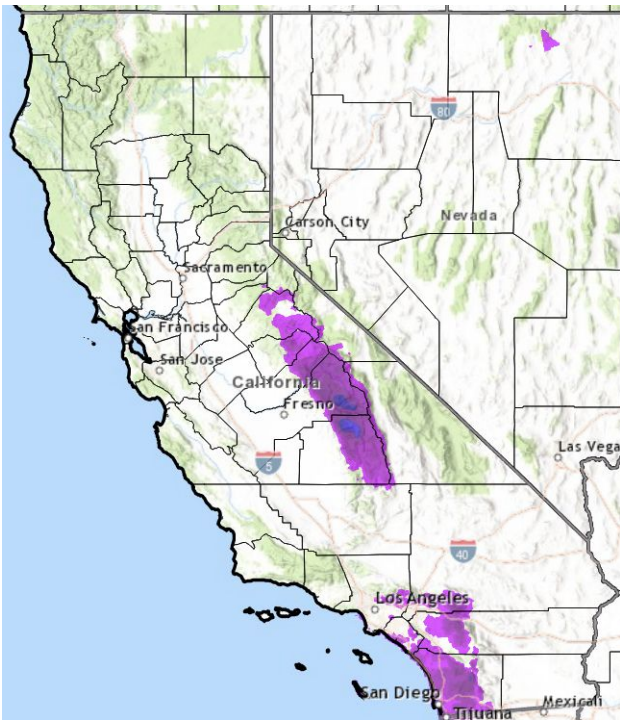 80
Carson City
Nevada
Sacramento
San Francisco
San Jose
California
Fresno
Las Vega
5
40
Los Angeles
San Diego
Tijuana
Mexicali